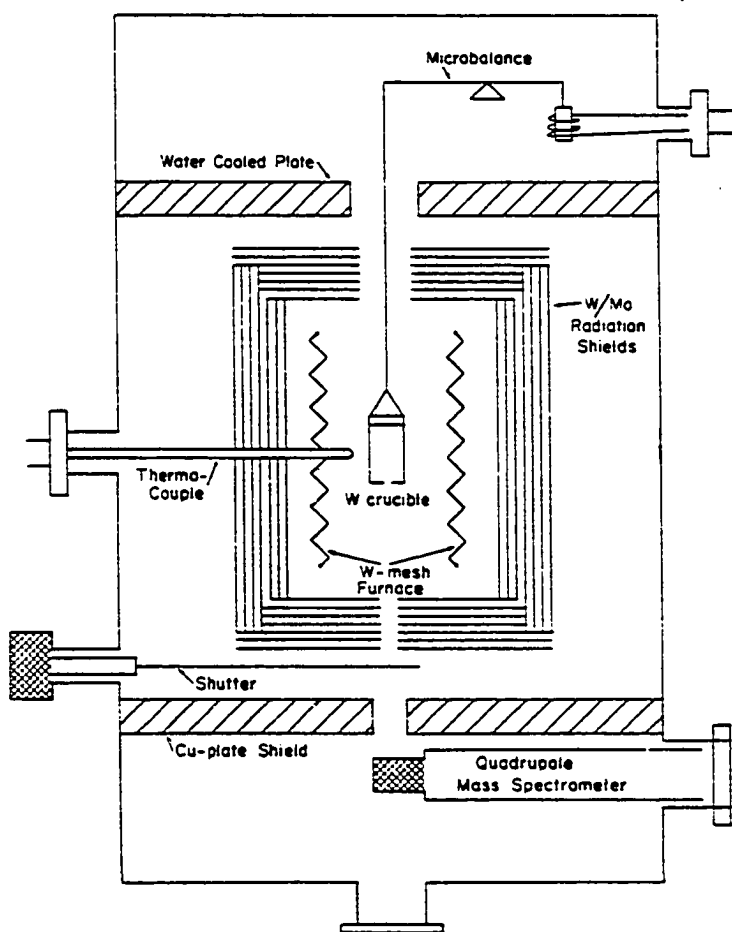 Microbalance
Water Cooled Plate
W/Mo
Radiation
Shields
Thermo-
Couple
W crucible
W-mesh
Furnace
Shutter
Cu-plate Shield
Quadrupole
Mass Spectrometer